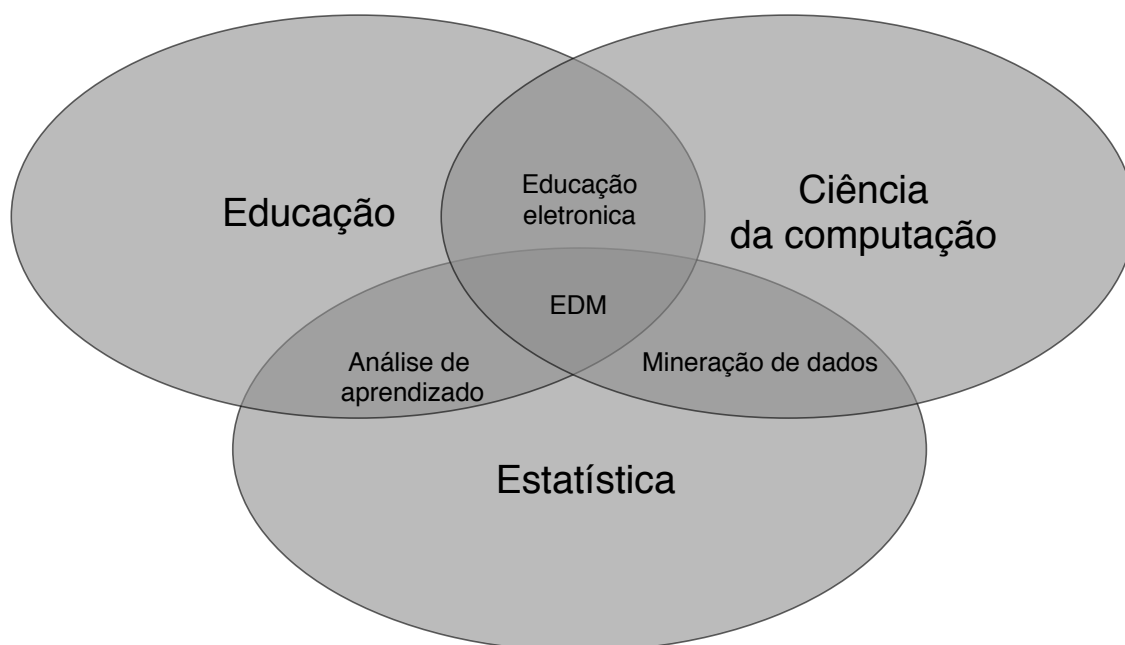 Educação
Educação
eletronica
Ciência
da computação
EDM
Análise de
aprendizado
Mineração de dados
Estatística